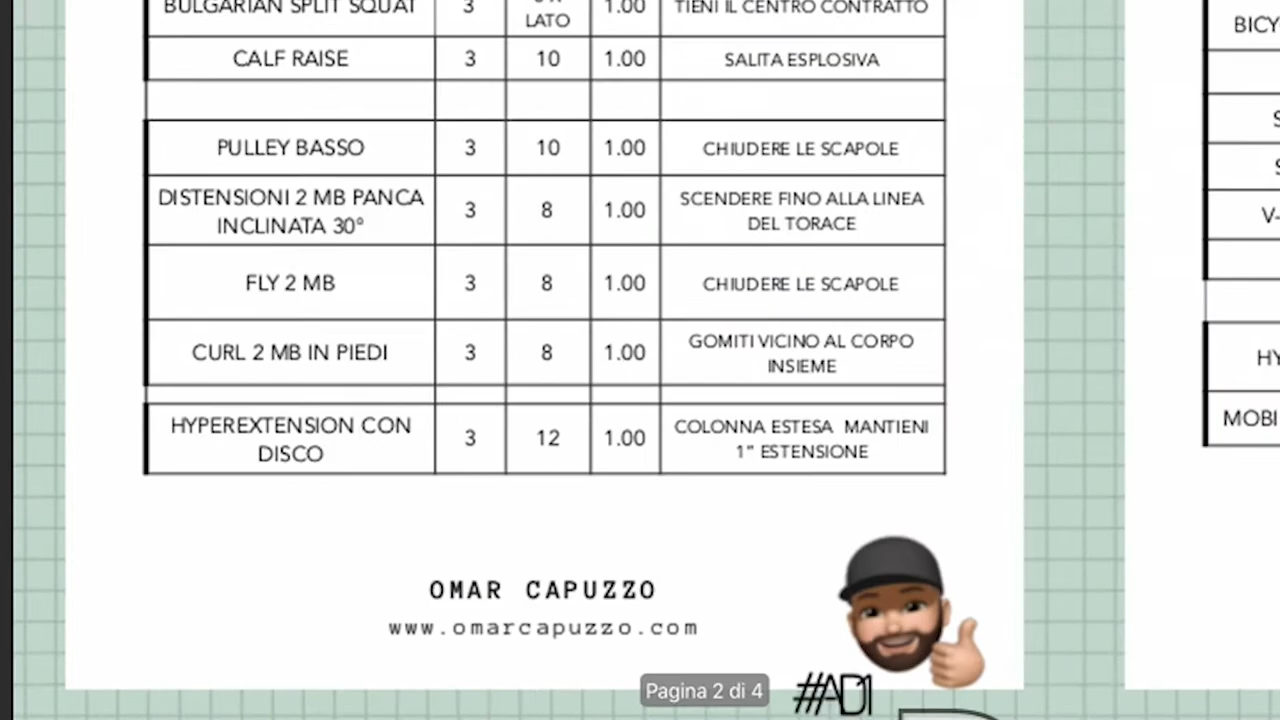 BULGARIAN SPLIT SQUAT 3 LATO 1.00 TIENI IL CENTRO CONTRATTO
CALF RAISE 3 10 1.00 SALITA ESPLOSIVA
PULLEY BASSO 3 10 1.00 CHIUDERE LE SCAPOLE
DISTENSIONI 2 MB PANCA
INCLINATA 30° 3 8 1.00 SCENDERE FINO ALLA LINEA
DEL TORACE
FLY 2 MB 3 8 1.00 CHIUDERE LE SCAPOLE
CURL 2 MB IN PIEDI 3 8 1.00 GOMITI VICINO AL CORPO
INSIEME
HYPEREXTENSION CON
DISCO 3 12 1.00 COLONNA ESTESA MANTIENI
1" ESTENSIONE
OMAR CAPUZZO
www.omarcapuzzo.com
Pagina 2 di 4
#AD1
BICY
S
S
V-
HY
MOBI